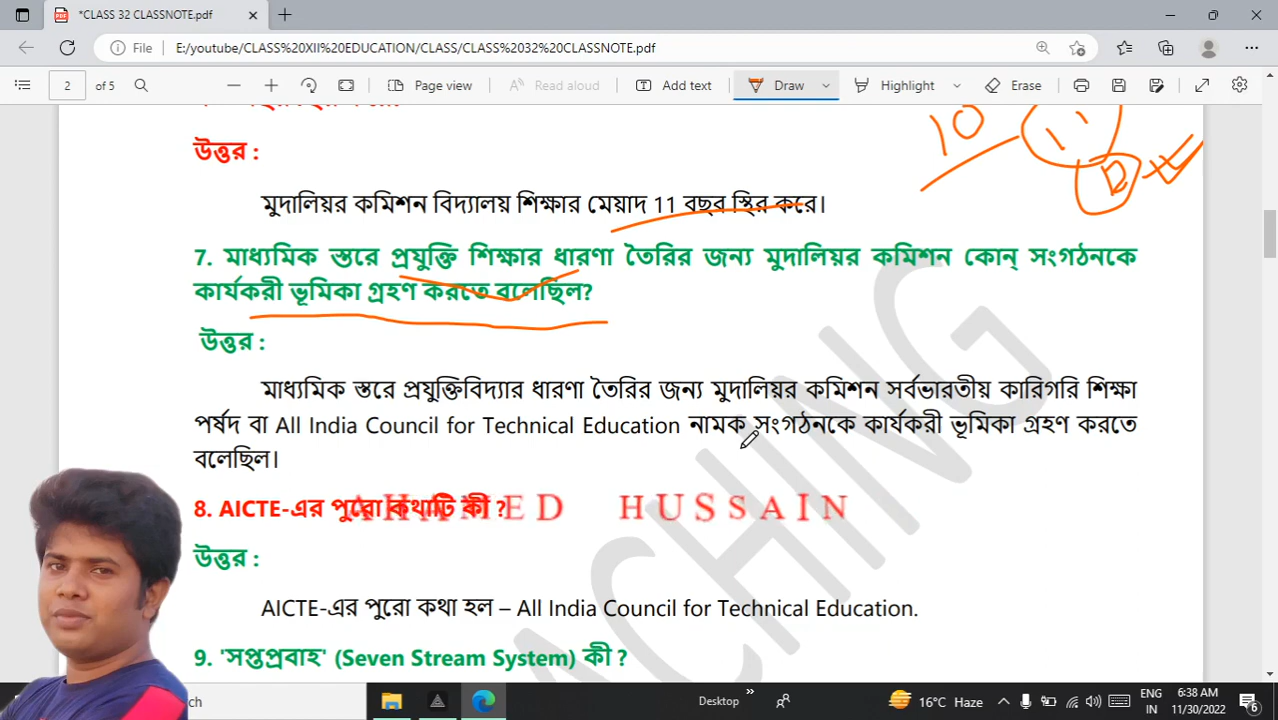 *CLASS 32 CLASSNOTE.pdf
File E:/youtube/CLASS%20XII%20EDUCATION/CLASS/CLASS%2032%20CLASSNOTE.pdf
2 of 5 Page view Read aloud Add text Draw Highlight Erase
10 11
12
উত্তর :
মুদালিয়র কমিশন বিদ্যালয় শিক্ষার মেয়াদ 11 বছর স্থির করে।
7. মাধ্যমিক স্তরে প্রযুক্তি শিক্ষার ধারণা তৈরির জন্য মুদালিয়র কমিশন কোন্ সংগঠনকে
কার্যকরী ভূমিকা গ্রহণ করতে বলেছিল?
উত্তর :
মাধ্যমিক স্তরে প্রযুক্তিবিদ্যার ধারণা তৈরির জন্য মুদালিয়র কমিশন সর্বভারতীয় কারিগরি শিক্ষা
পর্ষদ বা All India Council for Technical Education নামক সংগঠনকে কার্যকরী ভূমিকা গ্রহণ করতে
বলেছিল।
8. AICTE-এর পুরো কথাটি কী ?
AHAMED HUSSAIN
উত্তর :
AICTE-এর পুরো কথা হল – All India Council for Technical Education.
9. 'সপ্তপ্রবাহ' (Seven Stream System) কী ?
Desktop 16°C Haze ENG 6:38 AM
IN 11/30/2022 6